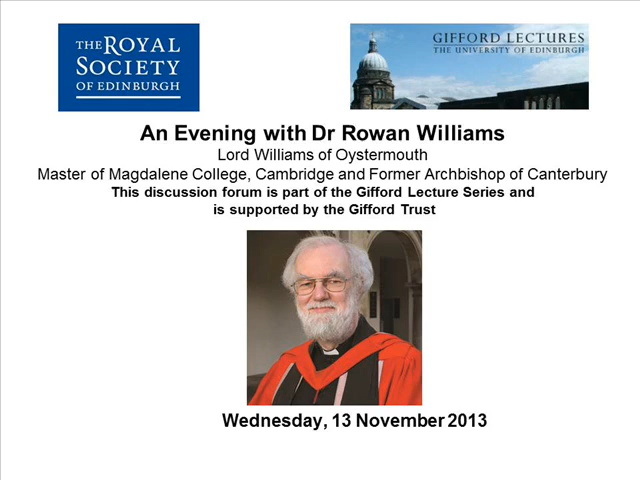 THE ROYAL
SOCIETY
OF EDINBURGH
GIFFORD LECTURES
THE UNIVERSITY OF EDINBURGH
An Evening with Dr Rowan Williams
Lord Williams of Oystermouth
Master of Magdalene College, Cambridge and Former Archbishop of Canterbury
This discussion forum is part of the Gifford Lecture Series and
is supported by the Gifford Trust
Wednesday, 13 November 2013